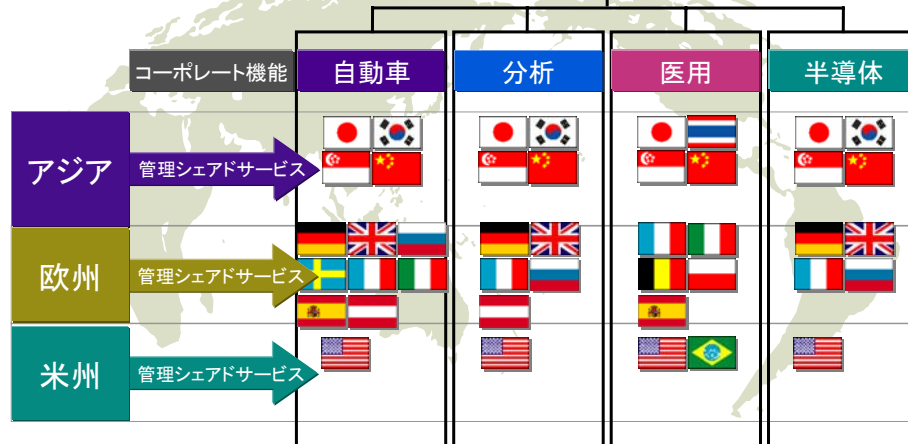 コーポレート機能
自動車
分析
医用
半導体
アジア
管理シェアドサービス
欧州
管理シェアドサービス
米州
管理シェアドサービス